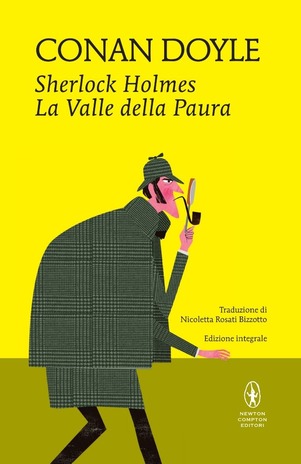 CONAN DOYLE
Sherlock Holmes
La Valle della Paura
Traduzione di
Nicoletta Rosati Bizzotto
Edizione integrale
NEWTON
COMPTON
EDITORI